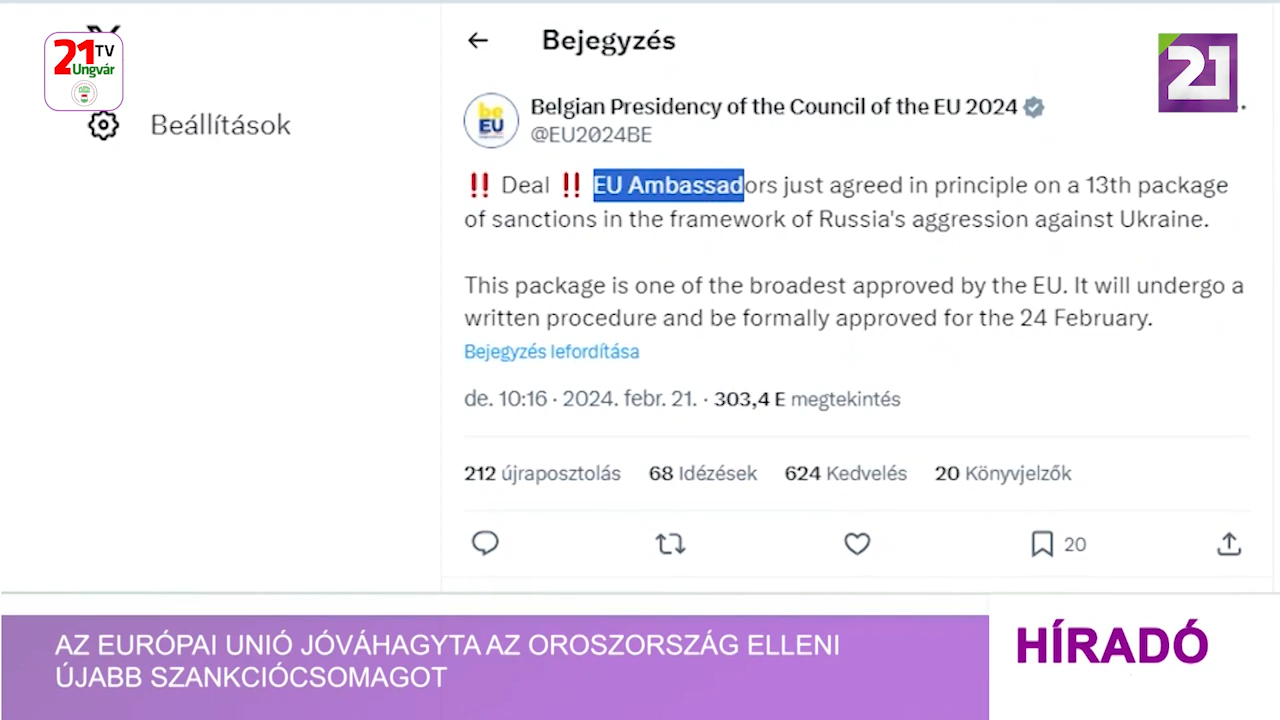 21 TV
Ungvár
Beállítások
Bejegyzés
be
EU
Belgian Presidency of the Council of the EU 2024
@EU2024BE
‼ Deal ‼ EU Ambassadors just agreed in principle on a 13th package
of sanctions in the framework of Russia's aggression against Ukraine.
This package is one of the broadest approved by the EU. It will undergo a
written procedure and be formally approved for the 24 February.
Bejegyzés lefordítása
de. 10:16 · 2024. febr. 21. · 303,4 E megtekintés
212 újraposztolás 68 Idézések 624 Kedvelés 20 Könyvjelzők
20
21
AZ EURÓPAI UNIÓ JÓVÁHAGYTA AZ OROSZORSZÁG ELLENI
ÚJABB SZANKCIÓCSOMAGOT
HÍRADÓ